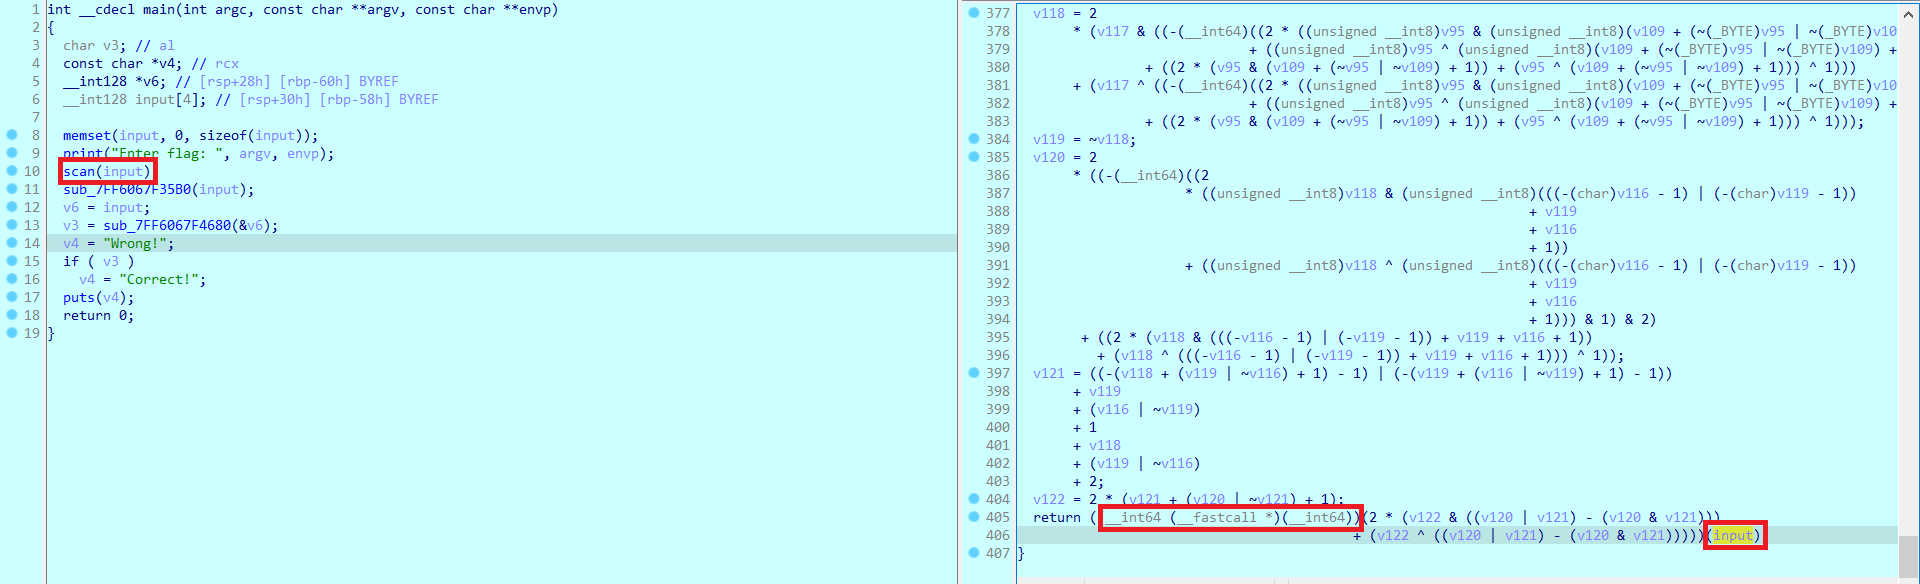 1 int __cdecl main(int argc, const char **argv, const char **envp)
2 {
3   char v3; // al
4   const char *v4; // rcx
5   __int128 *v6; // [rsp+28h] [rbp-60h] BYREF
6   __int128 input[4]; // [rsp+30h] [rbp-58h] BYREF
7
8   memset(input, 0, sizeof(input));
9   print("Enter flag: ", argv, envp);
10   scan(input)
11   sub_7FF6067F35B0(input);
12   v6 = input;
13   v3 = sub_7FF6067F4680(&v6);
14   v4 = "Wrong!";
15   if ( v3 )
16     v4 = "Correct!";
17   puts(v4);
18   return 0;
19 }
377   v118 = 2
378        * (v117 & ((-(__int64)((2 * ((unsigned __int8)v95 & (unsigned __int8)(v109 + (~(_BYTE)v95 | ~(_BYTE)v10
379                             + ((unsigned __int8)v95 ^ (unsigned __int8)(v109 + (~(_BYTE)v95 | ~(_BYTE)v109) +
380                + ((2 * (v95 & (v109 + (~v95 | ~v109) + 1)) + (v95 ^ (v109 + (~v95 | ~v109) + 1))) ^ 1)))
381        + (v117 ^ ((-(__int64)((2 * ((unsigned __int8)v95 & (unsigned __int8)(v109 + (~(_BYTE)v95 | ~(_BYTE)v10
382                             + ((unsigned __int8)v95 ^ (unsigned __int8)(v109 + (~(_BYTE)v95 | ~(_BYTE)v109) +
383                + ((2 * (v95 & (v109 + (~v95 | ~v109) + 1)) + (v95 ^ (v109 + (~v95 | ~v109) + 1))) ^ 1)));
384   v119 = ~v118;
385   v120 = 2
386        * ((-(__int64)((2
387                      * ((unsigned __int8)v118 & (unsigned __int8)(((-(char)v116 - 1) | (-(char)v119 - 1))
388                                                                 + v119
389                                                                 + v116
390                                                                 + 1))
391                      + ((unsigned __int8)v118 ^ (unsigned __int8)(((-(char)v116 - 1) | (-(char)v119 - 1))
392                                                                 + v119
393                                                                 + v116
394                                                                 + 1))) & 1) & 2)
395         + ((2 * (v118 & (((-v116 - 1) | (-v119 - 1)) + v119 + v116 + 1))
396           + (v118 ^ (((-v116 - 1) | (-v119 - 1)) + v119 + v116 + 1))) ^ 1));
397   v121 = ((-(v118 + (v119 | ~v116) + 1) - 1) | (-(v119 + (v116 | ~v119) + 1) - 1))
398        + v119
399        + (v116 | ~v119)
400        + 1
401        + v118
402        + (v119 | ~v116)
403        + 2;
404   v122 = 2 * (v121 + (v120 | ~v121) + 1);
405   return (__int64 (__fastcall *)(__int64))(2 * (v122 & ((v120 | v121) - (v120 & v121)))
406                                           + (v122 ^ ((v120 | v121) - (v120 & v121)))))(input)
407 }